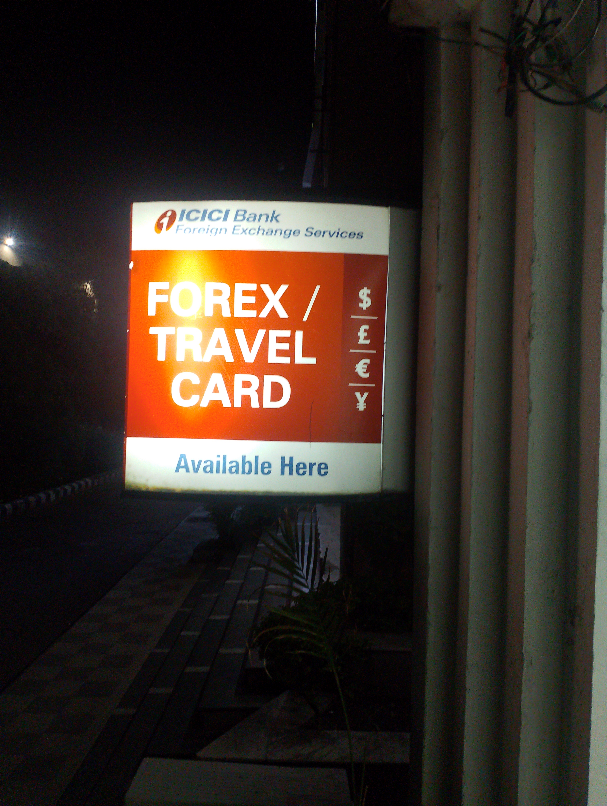 ICICI Bank
Foreign Exchange Services
FOREX /
TRAVEL
CARD
$
£
€
¥
Available Here